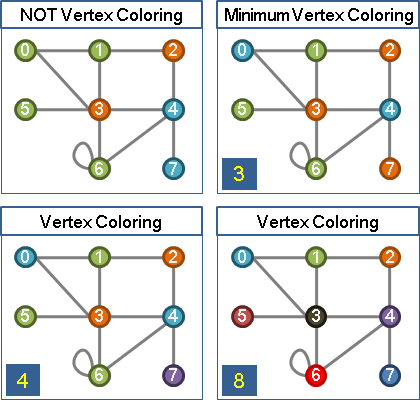 NOT Vertex Coloring
0 1 2
5 3 4
6 7
Minimum Vertex Coloring
0 1 2
5 3 4
3 6 7
Vertex Coloring
0 1 2
5 3 4
4 6 7
Vertex Coloring
0 1 2
5 3 4
8 6 7